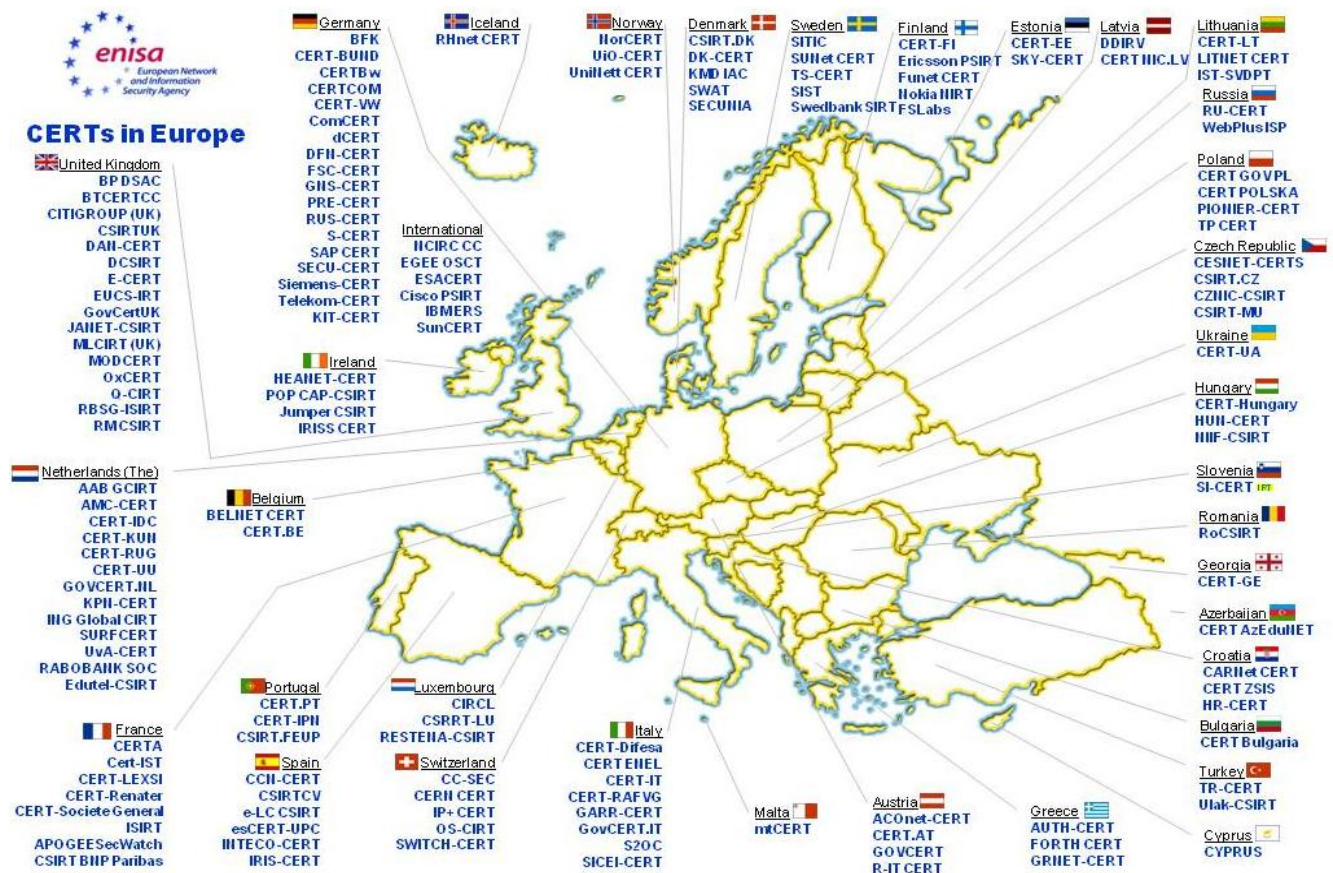 enisa
European Network
and Information
Security Agency
CERTs in Europe
United Kingdom
BP DSAC
BTCERTCC
CITIGROUP (UK)
CSIRTUK
DAN-CERT
DCSIRT
E-CERT
EUCS-IRT
GovCertUK
JANET-CSIRT
MLCIRT (UK)
MODCERT
OxCERT
Q-CIRT
RBSG-ISIRT
RMCSIRT
Netherlands (The)
AAB GCIRT
AMC-CERT
CERT-IDC
CERT-KUN
CERT-RUG
CERT-UU
GOVCERT.NL
KPN-CERT
ING Global CIRT
SURFCERT
UvA-CERT
RABOBANK SOC
Edutel-CSIRT
France
CERTA
Cert-IST
CERT-LEXSI
CERT-Renater
CERT-Societe General
ISIRT
APOGEE SecWatch
CSIRT BNP Paribas
Germany
BFK
CERT-BUND
CERTBw
CERTCOM
CERT-VW
ComCERT
dCERT
DFN-CERT
FSC-CERT
GNS-CERT
PRE-CERT
RUS-CERT
S-CERT
SAP CERT
SECU-CERT
Siemens-CERT
Telekom-CERT
KIT-CERT
Iceland
RHnet CERT
International
NCIRC CC
EGEE OSCT
ESACERT
Cisco PSIRT
IBMERS
SunCERT
Ireland
HEANET-CERT
POP CAP-CSIRT
Jumper CSIRT
IRISS CERT
Belgium
BELNET CERT
CERT.BE
Portugal
CERT.PT
CERT-IPN
CSIRT.FEUP
Spain
CCN-CERT
CSIRTCV
e-LC CSIRT
esCERT-UPC
INTECO-CERT
IRIS-CERT
Luxembourg
CIRCL
CSRRT-LU
RESTENA-CSIRT
Switzerland
CC-SEC
CERN CERT
IP+ CERT
OS-CIRT
SWITCH-CERT
Norway
NorCERT
UiO-CERT
UniNett CERT
Denmark
CSIRT.DK
DK-CERT
KMD IAC
SWAT
SECUNIA
Sweden
SITIC
SUNet CERT
TS-CERT
SIST
Swedbank SIRT
Finland
CERT-FI
Ericsson PSIRT
Funet CERT
Nokia NIRT
FSLabs
Estonia
CERT-EE
SKY-CERT
Latvia
DDIRV
CERT NIC.LV
Lithuania
CERT-LT
LITNET CERT
IST-SVDPT
Russia
RU-CERT
WebPlus ISP
Poland
CERT GOV PL
CERT POLSKA
PIONIER-CERT
TP CERT
Czech Republic
CESNET-CERTS
CSIRT.CZ
CZNIC-CSIRT
CSIRT-MU
Ukraine
CERT-UA
Hungary
CERT-Hungary
HUN-CERT
NIIF-CSIRT
Slovenia
SI-CERT
Romania
RoCSIRT
Georgia
CERT-GE
Azerbaijan
CERT AzEduNET
Croatia
CARNet CERT
CERT ZSIS
HR-CERT
Bulgaria
CERT Bulgaria
Turkey
TR-CERT
Ulak-CSIRT
Cyprus
CYPRUS
Italy
CERT-Difesa
CERT ENEL
CERT-IT
CERT-RAFVG
GARR-CERT
GovCERT.IT
S2OC
SICEI-CERT
Malta
mtCERT
Austria
ACOnet-CERT
CERT.AT
GOVCERT
R-IT CERT
Greece
AUTH-CERT
FORTH CERT
GRNET-CERT